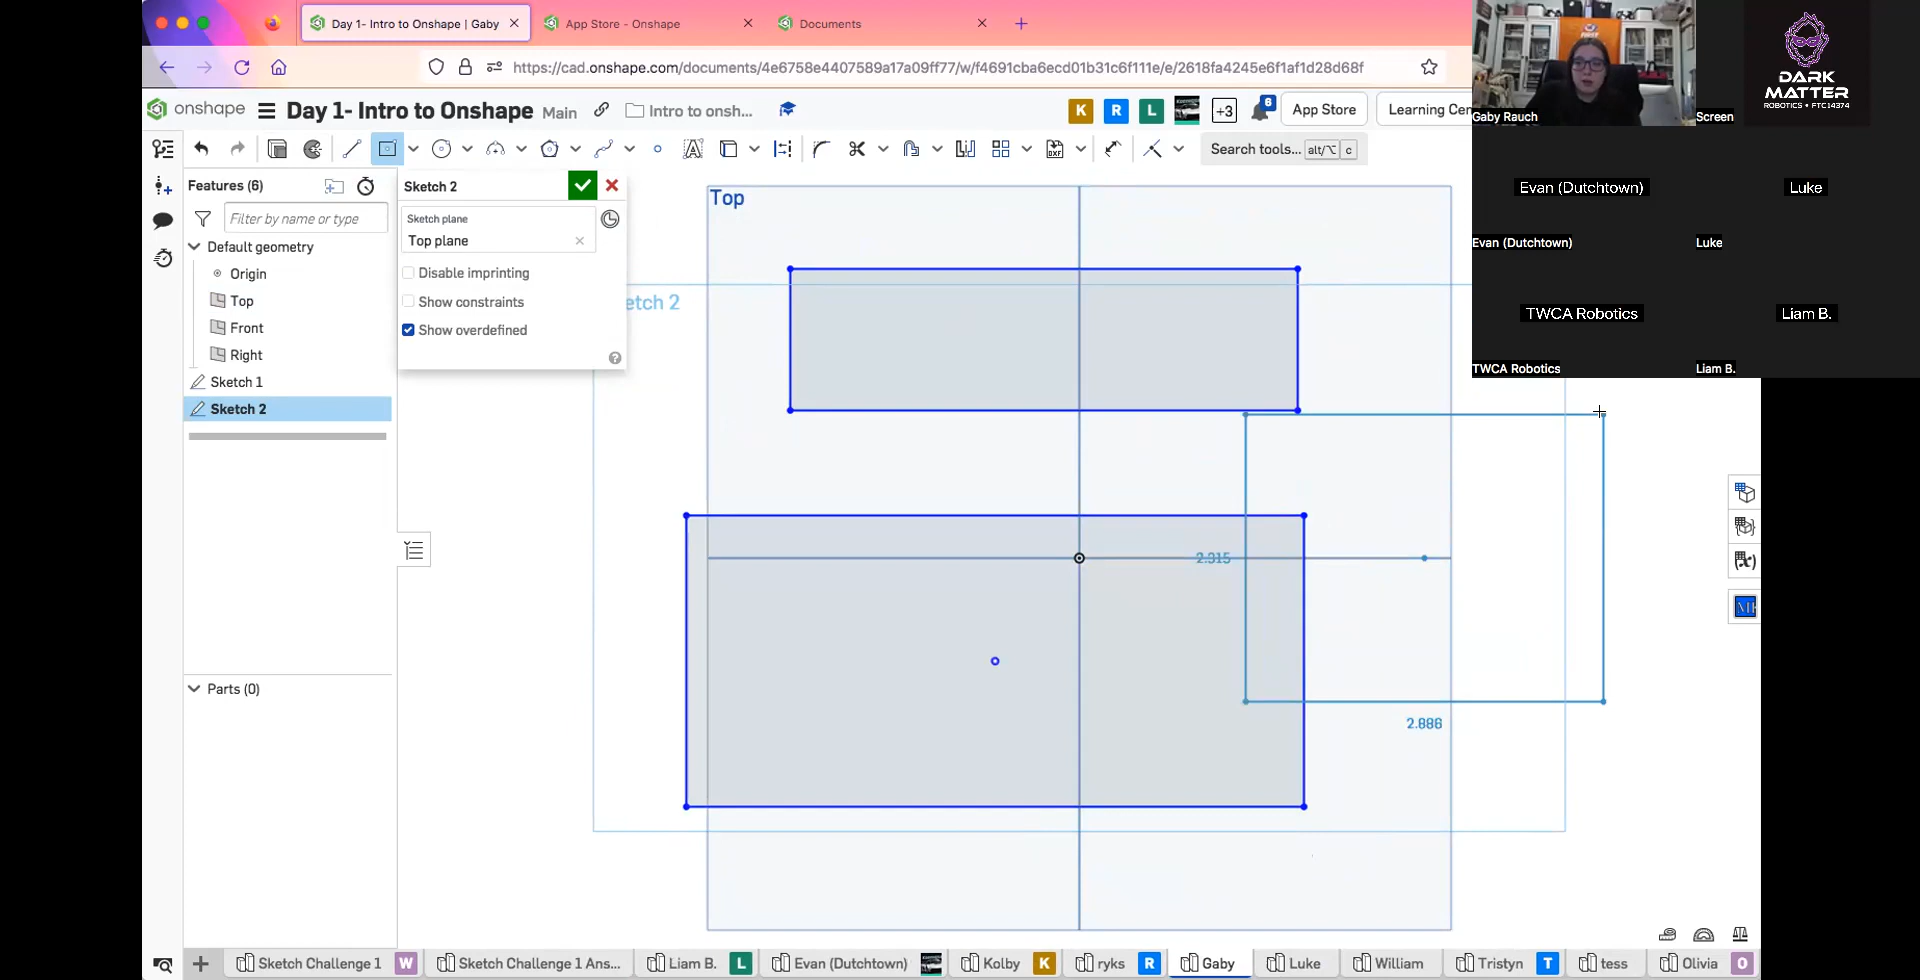 Day 1- Intro to Onshape | Gaby
App Store - Onshape
Documents
https://cad.onshape.com/documents/4e6758e4407589a17a09ff77/w/f4691cba6ecd01b31c6f111e/e/2618fa4245e6f1af1d28d68f
onshape
Day 1- Intro to Onshape
Main
Intro to onsh...
K
R
L
+3
6
App Store
Learning Cen
Search tools...
alt/⌥
c
Features (6)
Filter by name or type
Default geometry
Origin
Top
Front
Right
Sketch 1
Sketch 2
Parts (0)
Sketch 2
Sketch plane
Top plane
Disable imprinting
Show constraints
Show overdefined
Top
etch 2
2.315
2.886
Gaby Rauch
Screen
DARK
MATTER
ROBOTICS • FTC14374
Evan (Dutchtown)
Luke
Evan (Dutchtown)
Luke
TWCA Robotics
Liam B.
TWCA Robotics
Liam B.
Sketch Challenge 1
W
Sketch Challenge 1 Ans...
Liam B.
L
Evan (Dutchtown)
Kolby
K
ryks
R
Gaby
Luke
William
Tristyn
T
tess
Olivia
O